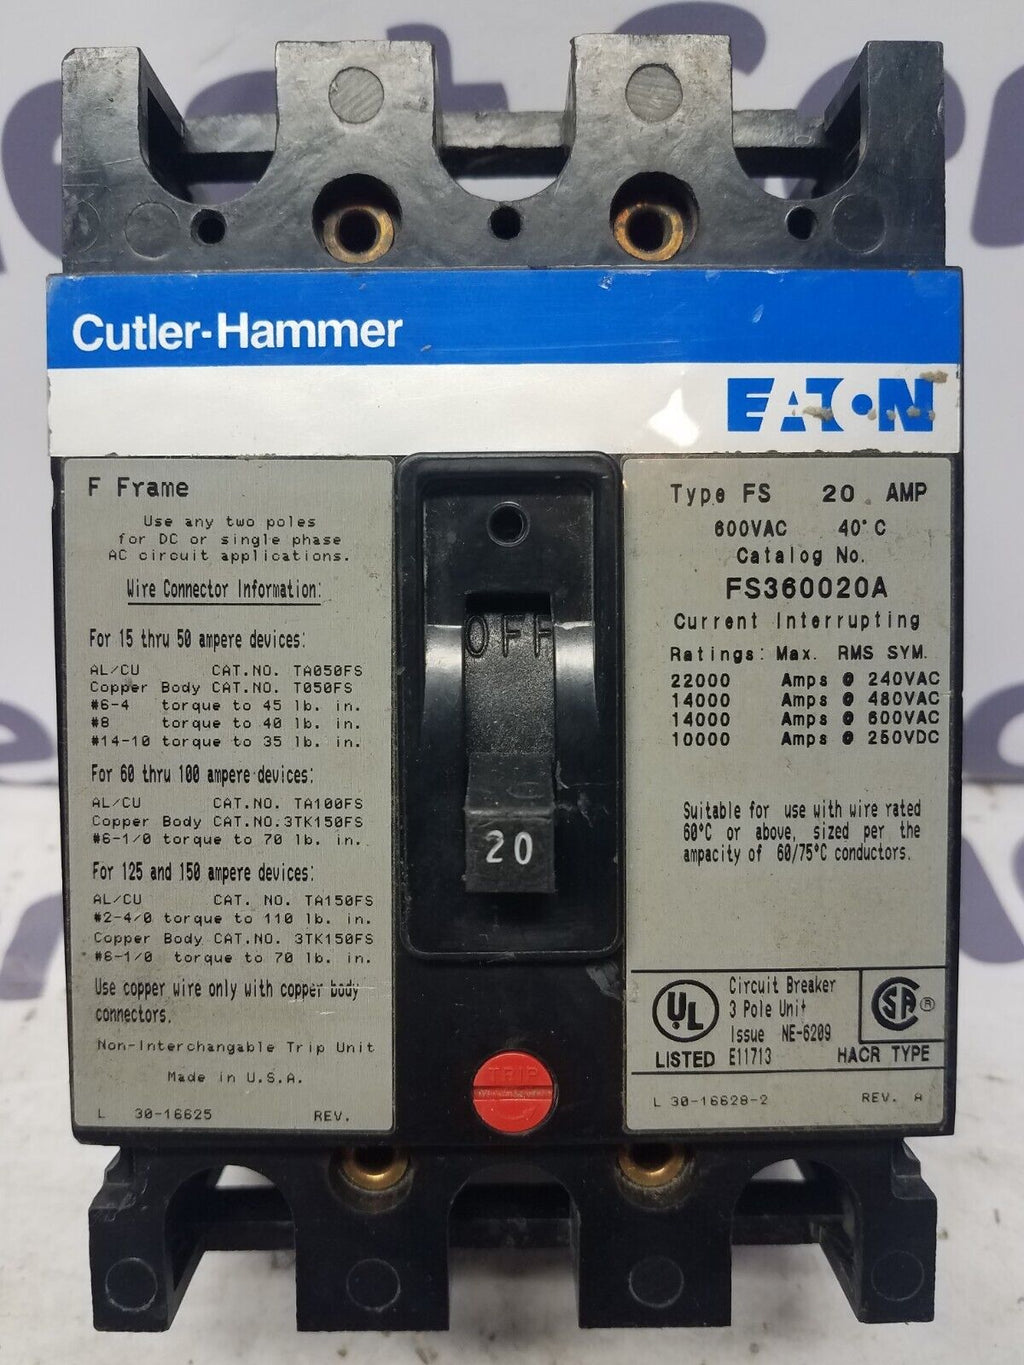 Cutler-Hammer
EATON
F Frame
Use any two poles
for DC or single phase
AC circuit applications.
Wire Connector Information:
For 15 thru 50 ampere devices:
AL/CU CAT.NO. TA050FS
Copper Body CAT.NO. T050FS
#6-4 torque to 45 lb. in.
#8 torque to 40 lb. in.
#14-10 torque to 35 lb. in.
For 60 thru 100 ampere devices:
AL/CU CAT.NO. TA100FS
Copper Body CAT.NO.3TK150FS
#6-1/0 torque to 70 lb. in.
For 125 and 150 ampere devices:
AL/CU CAT. NO. TA150FS
#2-4/0 torque to 110 lb. in.
Copper Body CAT.NO. 3TK150FS
#6-1/0 torque to 70 lb. in.
Use copper wire only with copper body
connectors.
Non-Interchangable Trip Unit
Made in U.S.A.
L 30-16625 REV.
OFF
20
TRIP
Type FS 20 AMP
600VAC 40°C
Catalog No.
FS360020A
Current Interrupting
Ratings: Max. RMS SYM.
22000 Amps @ 240VAC
14000 Amps @ 480VAC
14000 Amps @ 600VAC
10000 Amps @ 250VDC
Suitable for use with wire rated
60°C or above, sized per the
ampacity of 60/75°C conductors.
UL
LISTED
Circuit Breaker
3 Pole Unit
Issue NE-6209
E11713
SA ®
HACR TYPE
L 30-16628-2 REV. A